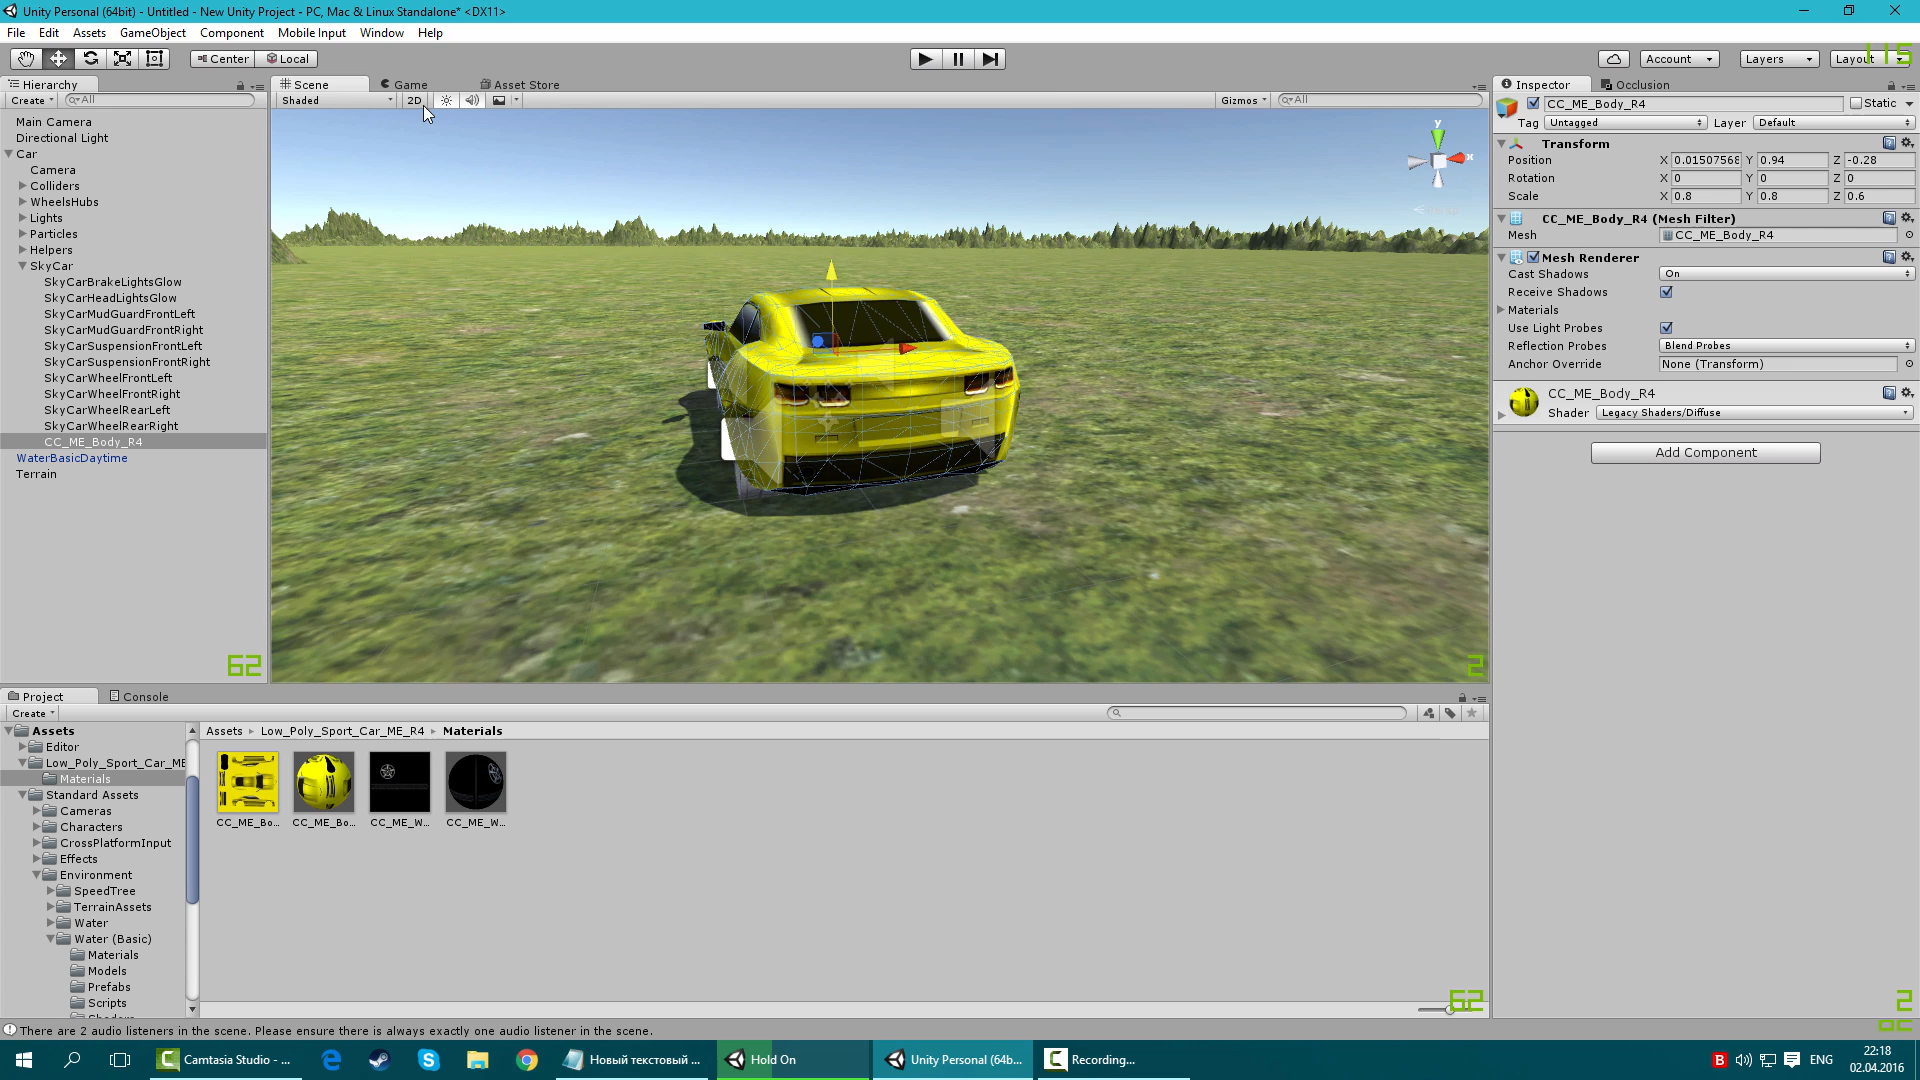 Unity Personal (64bit) - Untitled - New Unity Project - PC, Mac & Linux Standalone* <DX11>
File Edit Assets GameObject Component Mobile Input Window Help
Center Local Account Layers Layout
115
Hierarchy
Create All
Main Camera
Directional Light
Car
Camera
Colliders
WheelsHubs
Lights
Particles
Helpers
SkyCar
SkyCarBrakeLightsGlow
SkyCarHeadLightsGlow
SkyCarMudGuardFrontLeft
SkyCarMudGuardFrontRight
SkyCarSuspensionFrontLeft
SkyCarSuspensionFrontRight
SkyCarWheelFrontLeft
SkyCarWheelFrontRight
SkyCarWheelRearLeft
SkyCarWheelRearRight
CC_ME_Body_R4
WaterBasicDaytime
Terrain
62
Scene Game Asset Store
Shaded 2D Gizmos All
y
x
2
Inspector Occlusion
CC_ME_Body_R4 Static
Tag Untagged Layer Default
Transform
Position X 0.01507568 Y 0.94 Z -0.28
Rotation X 0 Y 0 Z 0
Scale X 0.8 Y 0.8 Z 0.6
CC_ME_Body_R4 (Mesh Filter)
Mesh CC_ME_Body_R4
Mesh Renderer
Cast Shadows On
Receive Shadows
Materials
Use Light Probes
Reflection Probes Blend Probes
Anchor Override None (Transform)
CC_ME_Body_R4
Shader Legacy Shaders/Diffuse
Add Component
Project Console
Create
Assets
Editor
Low_Poly_Sport_Car_ME
Materials
Standard Assets
Cameras
Characters
CrossPlatformInput
Effects
Environment
SpeedTree
TerrainAssets
Water
Water (Basic)
Materials
Models
Prefabs
Scripts
Assets Low_Poly_Sport_Car_ME_R4 Materials
CC_ME_Bo... CC_ME_Bo... CC_ME_W... CC_ME_W...
62
2
OC
There are 2 audio listeners in the scene. Please ensure there is always exactly one audio listener in the scene.
Camtasia Studio - ... Новый текстовый ... Hold On Unity Personal (64b... Recording...
ENG
22:18
02.04.2016